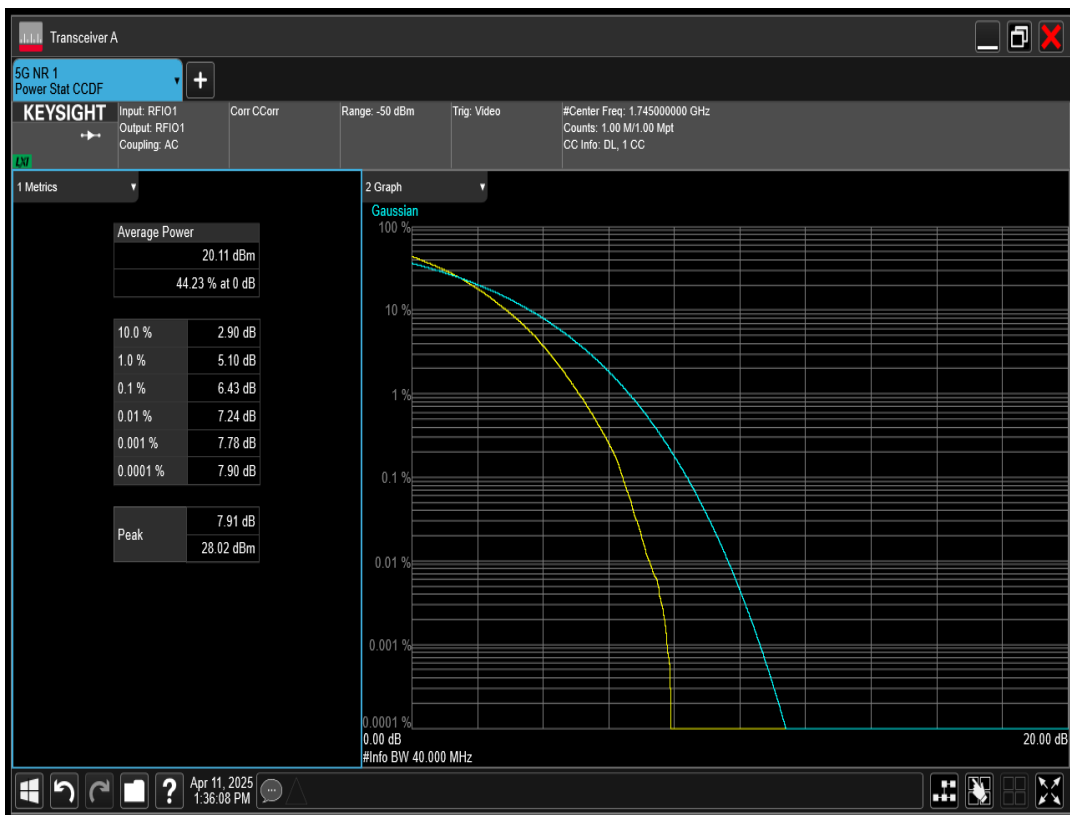 Transceiver A
5G NR 1
Power Stat CCDF
+
KEYSIGHT
LXI
Input: RFIO1
Output: RFIO1
Coupling: AC
Corr CCorr
Range: -50 dBm
Trig: Video
#Center Freq: 1.745000000 GHz
Counts: 1.00 M/1.00 Mpt
CC Info: DL, 1 CC
1 Metrics
Average Power
20.11 dBm
44.23 % at 0 dB
10.0 % 2.90 dB
1.0 % 5.10 dB
0.1 % 6.43 dB
0.01 % 7.24 dB
0.001 % 7.78 dB
0.0001 % 7.90 dB
Peak
7.91 dB
28.02 dBm
2 Graph
Gaussian
100 %
10 %
1 %
0.1 %
0.01 %
0.001 %
0.0001 %
0.00 dB 20.00 dB
#Info BW 40.000 MHz
?
Apr 11, 2025
1:36:08 PM